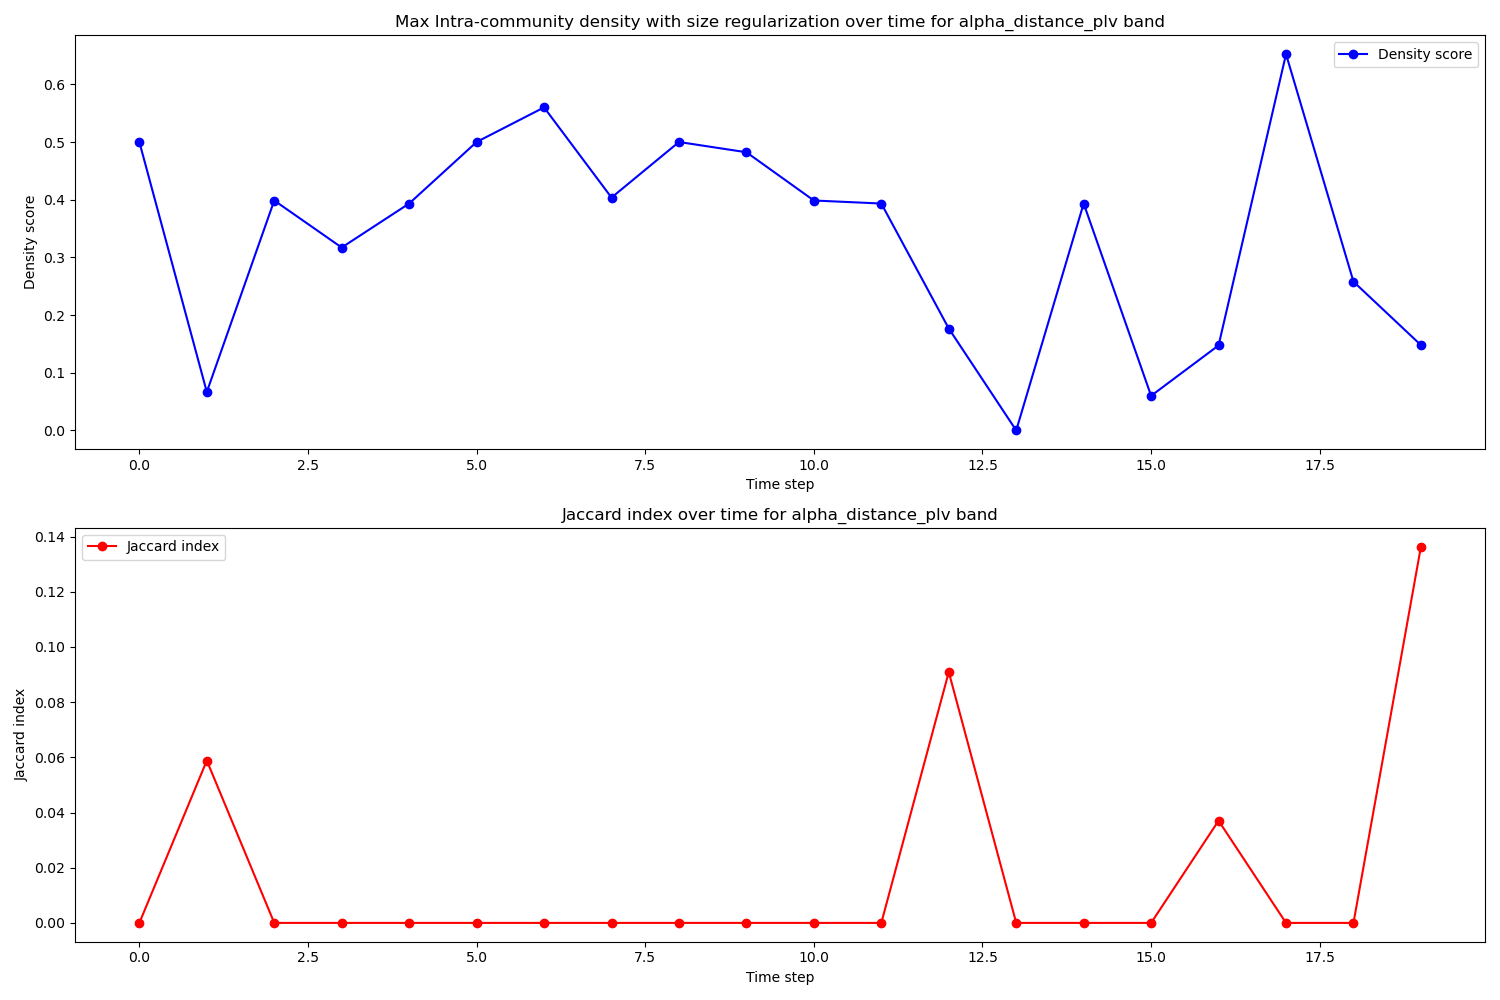 Max Intra-community density with size regularization over time for alpha_distance_plv band
Density score
0.6
0.5
0.4
0.3
0.2
0.1
0.0
Density score
0.0 2.5 5.0 7.5 10.0 12.5 15.0 17.5
Time step
Jaccard index over time for alpha_distance_plv band
Jaccard index
0.14
0.12
0.10
0.08
0.06
0.04
0.02
0.00
Jaccard index
0.0 2.5 5.0 7.5 10.0 12.5 15.0 17.5
Time step